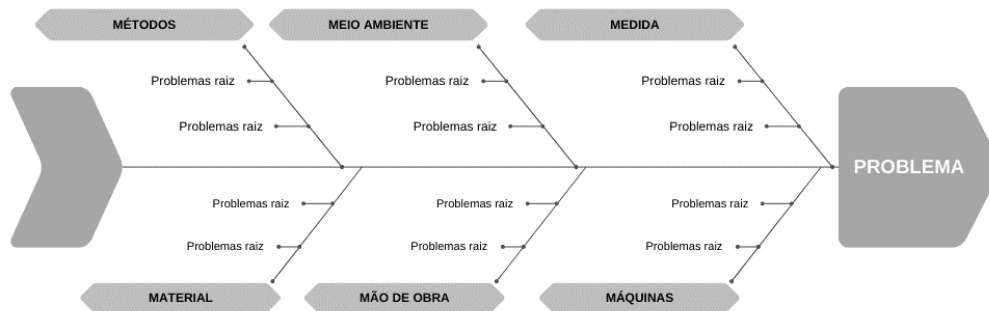 MÉTODOS
MEIO AMBIENTE
MEDIDA
Problemas raiz
Problemas raiz
Problemas raiz
Problemas raiz
Problemas raiz
Problemas raiz
PROBLEMA
Problemas raiz
Problemas raiz
Problemas raiz
Problemas raiz
Problemas raiz
Problemas raiz
MATERIAL
MÃO DE OBRA
MÁQUINAS